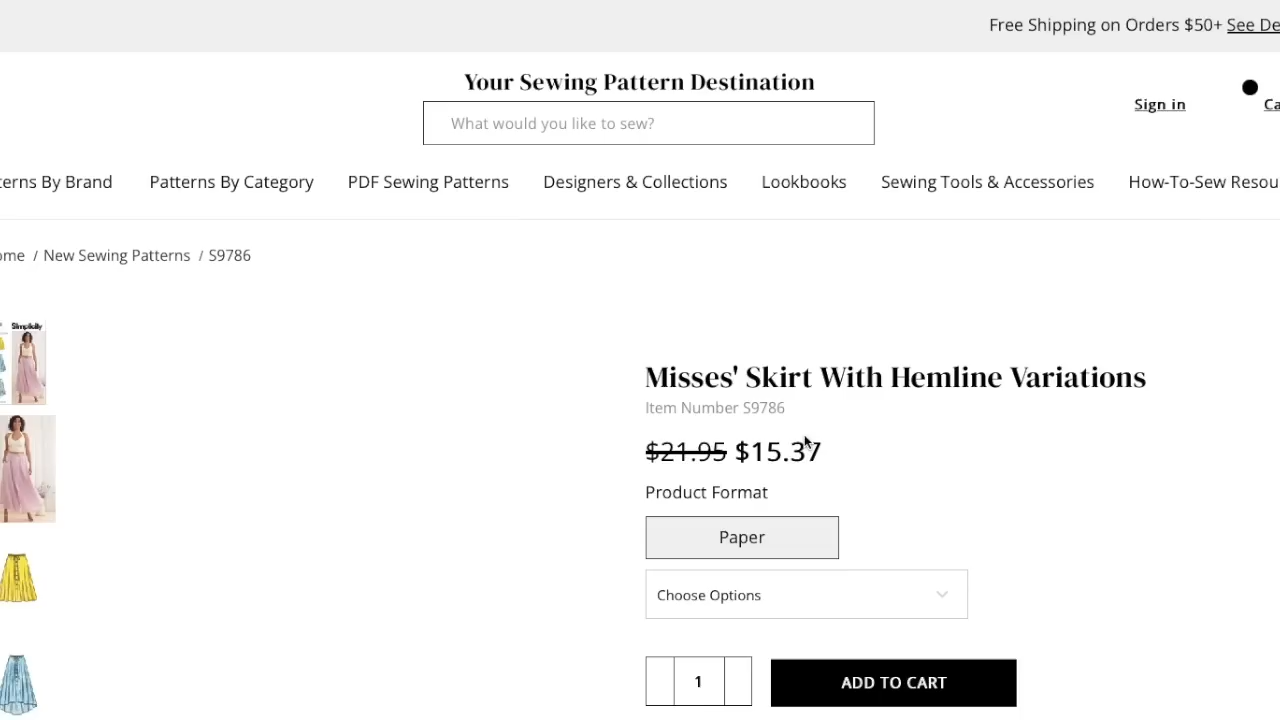 Free Shipping on Orders $50+ See De
Your Sewing Pattern Destination
What would you like to sew?
Sign in
Ca
terns By Brand Patterns By Category PDF Sewing Patterns Designers & Collections Lookbooks Sewing Tools & Accessories How-To-Sew Resou
ome / New Sewing Patterns / S9786
Simplicity
Misses' Skirt With Hemline Variations
Item Number S9786
$21.95 $15.37
Product Format
Paper
Choose Options
1
ADD TO CART